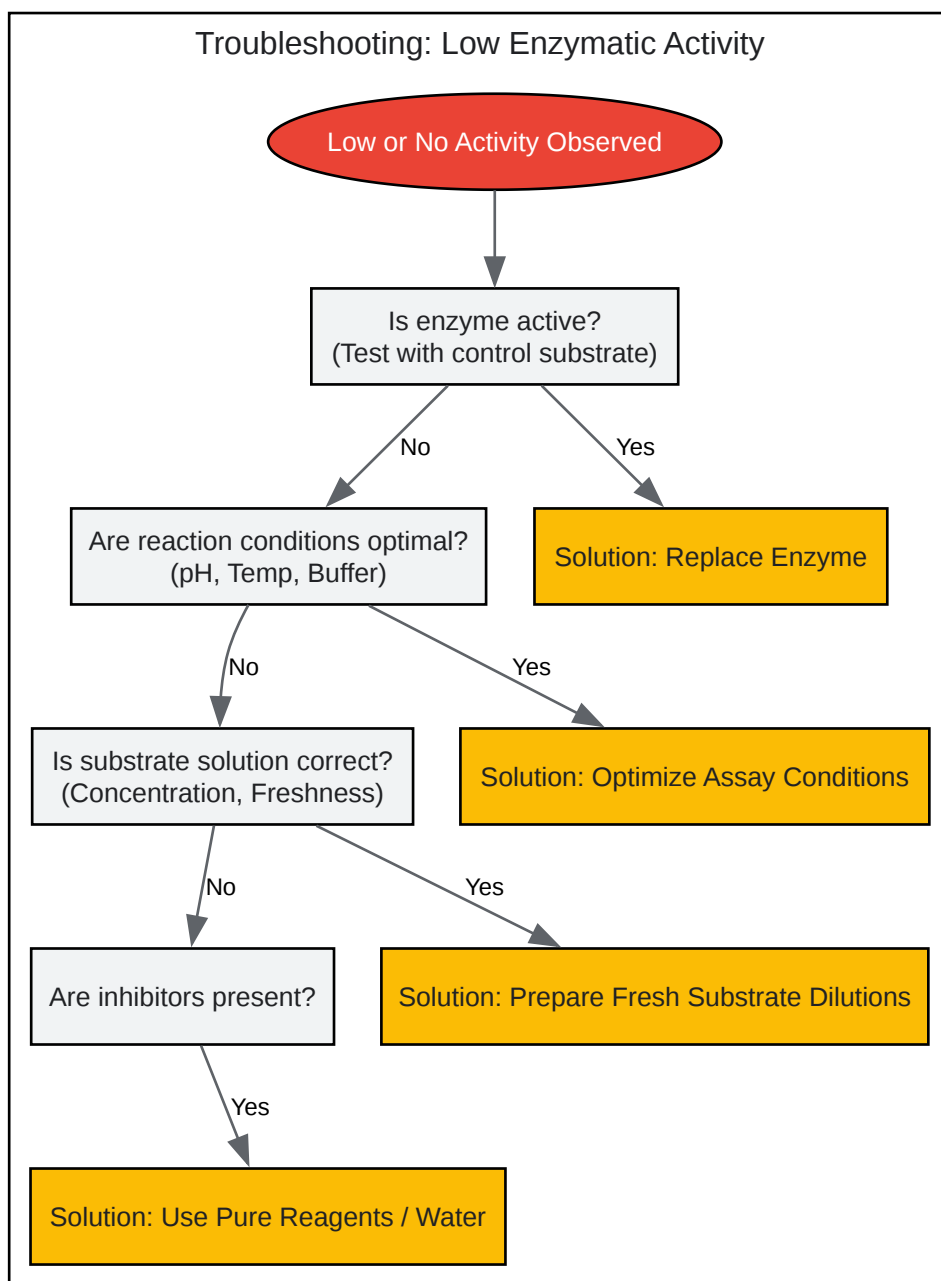 Troubleshooting: Low Enzymatic Activity
Low or No Activity Observed
Is enzyme active?
(Test with control substrate)
No
Yes
Are reaction conditions optimal?
(pH, Temp, Buffer)
Solution: Replace Enzyme
No
Yes
Is substrate solution correct?
(Concentration, Freshness)
Solution: Optimize Assay Conditions
No
Yes
Are inhibitors present?
Solution: Prepare Fresh Substrate Dilutions
Yes
Solution: Use Pure Reagents / Water